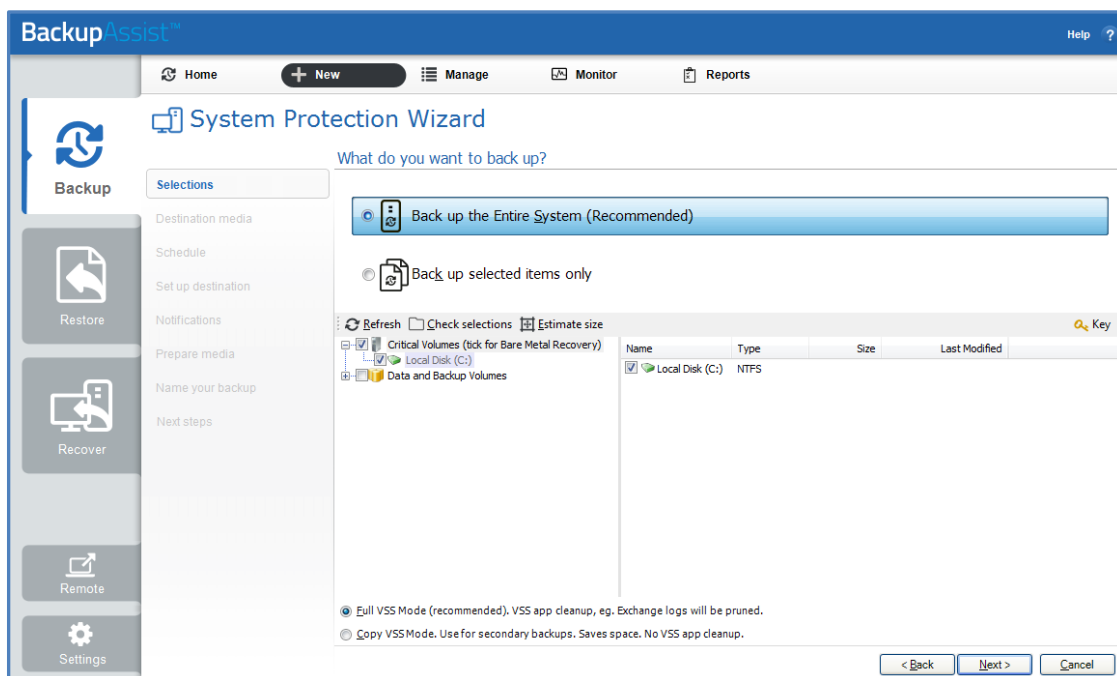 BackupAssist™
Help ?
Home New Manage Monitor Reports
System Protection Wizard
What do you want to back up?
Backup
Restore
Recover
Remote
Settings
Selections
Destination media
Schedule
Set up destination
Notifications
Prepare media
Name your backup
Next steps
Back up the Entire System (Recommended)
Back up selected items only
Refresh Check selections Estimate size Key
Critical Volumes (tick for Bare Metal Recovery)
Local Disk (C:)
Data and Backup Volumes
Name Type Size Last Modified
Local Disk (C:) NTFS
Full VSS Mode (recommended). VSS app cleanup, eg. Exchange logs will be pruned.
Copy VSS Mode. Use for secondary backups. Saves space. No VSS app cleanup.
< Back Next > Cancel